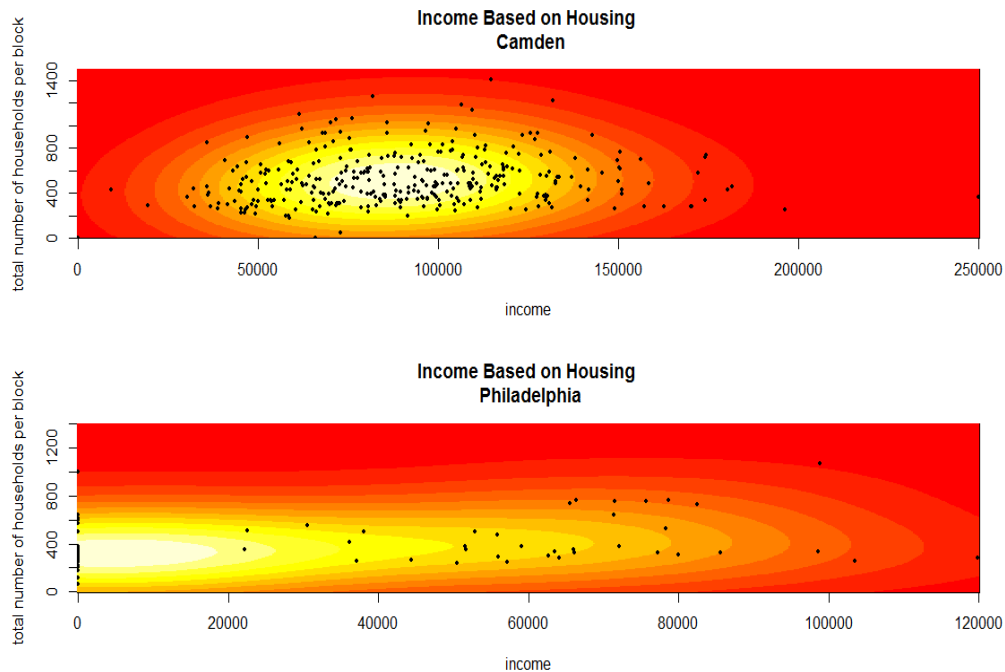 Income Based on Housing
Camden
total number of households per block
1400
800
400
0
0 50000 100000 150000 200000 250000
income
Income Based on Housing
Philadelphia
total number of households per block
1200
800
400
0
0 20000 40000 60000 80000 100000 120000
income